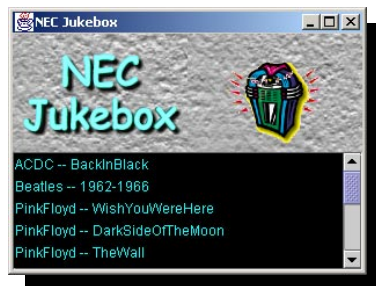 NEC Jukebox
NEC
Jukebox
ACDC -- BackInBlack
Beatles -- 1962-1966
PinkFloyd -- WishYouWereHere
PinkFloyd -- DarkSideOfTheMoon
PinkFloyd -- TheWall